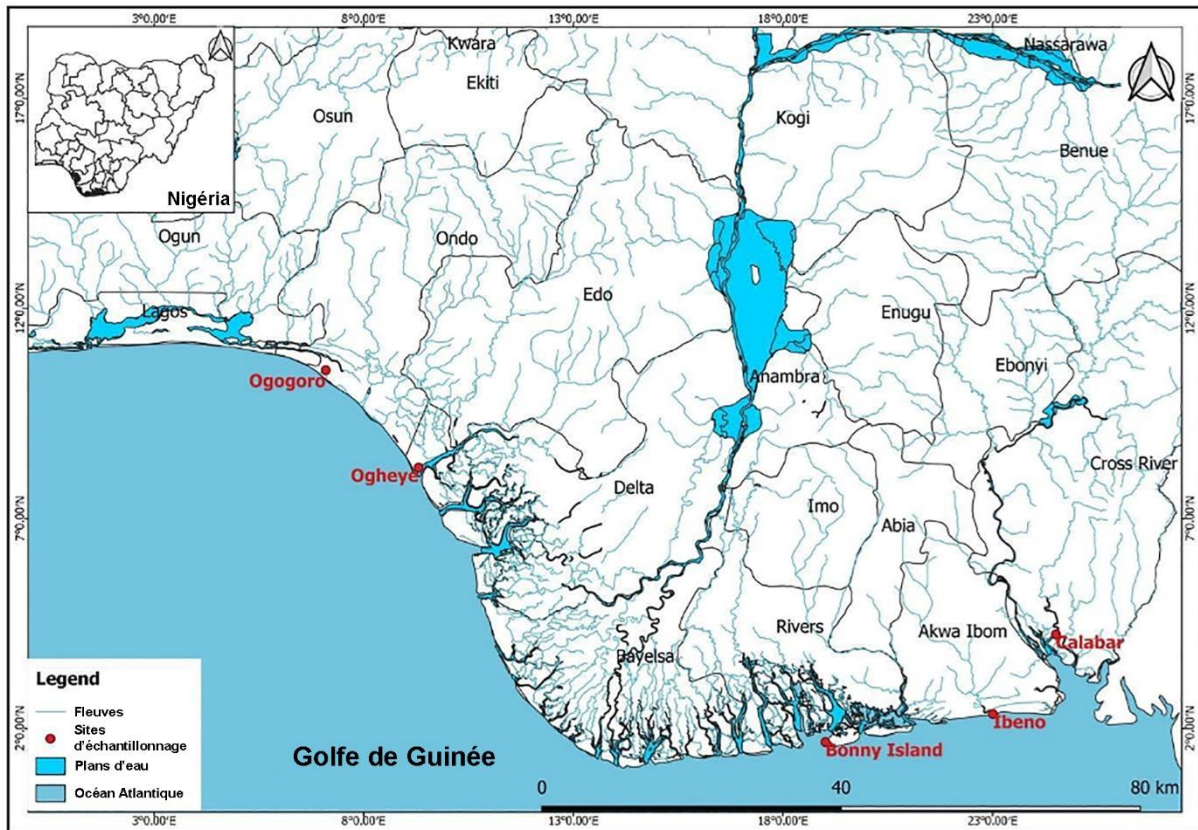 3°0.00'E 8°0.00'E 13°0.00'E 18°0.00'E 23°0.00'E
Nigéria
Kwara
Ekiti
Osun
Nassarawa
Kogi
Benue
17°0.00'N
17°0.00'N
Ogun
Ondo
Edo
Enugu
Lagos
12°0.00'N
12°0.00'N
Ogogoro
Anambra
Ebonyi
Ogheye
Delta
Cross River
Imo
Abia
7°0.00'N
7°0.00'N
Rivers
Akwa Ibom
Calabar
Bayelsa
Legend
Fleuves
Sites
d'échantillonnage
Plans d'eau
Océan Atlantique
2°0.00'N
2°0.00'N
Ibeno
Bonny Island
Golfe de Guinée
0 40 80 km
3°0.00'E 8°0.00'E 13°0.00'E 18°0.00'E 23°0.00'E